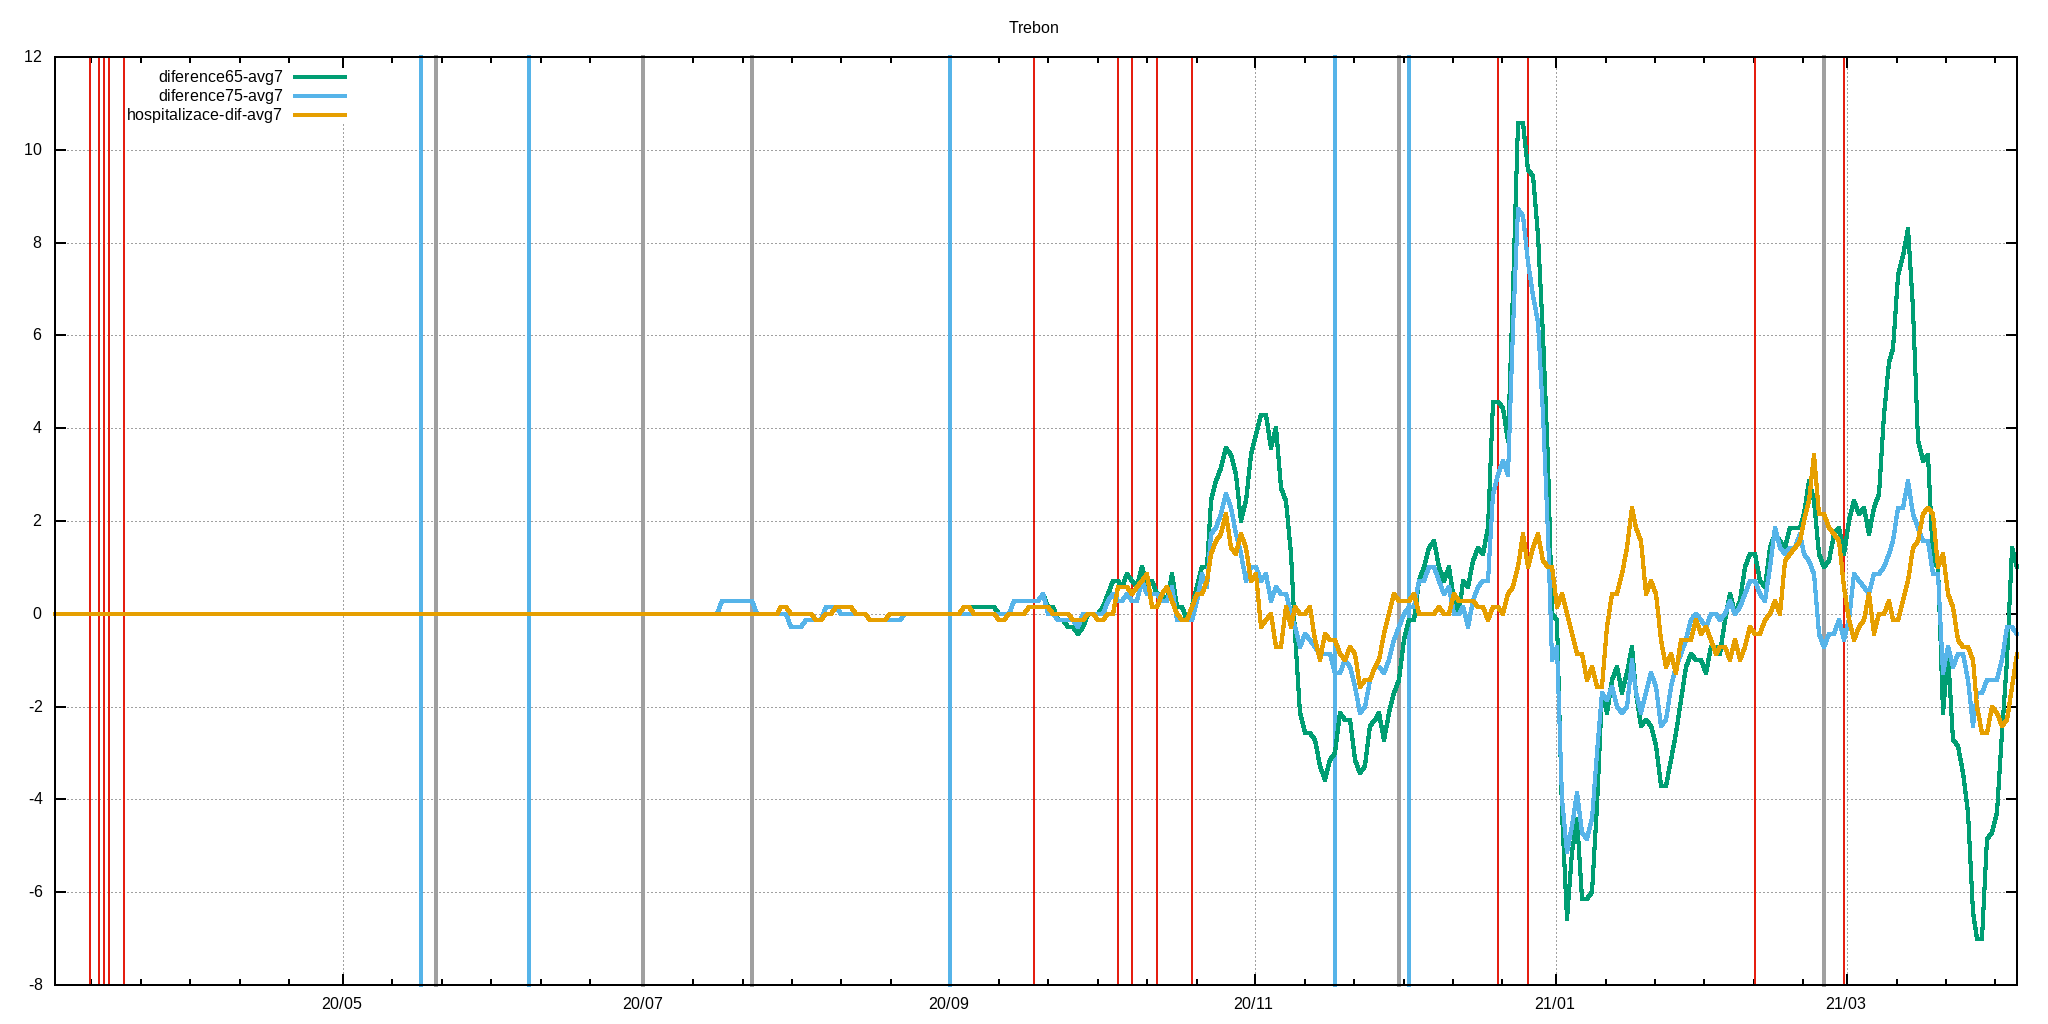 Trebon
12
diference65-avg7
diference75-avg7
hospitalizace-dif-avg7
10
8
6
4
2
0
-2
-4
-6
-8
20/05 20/07 20/09 20/11 21/01 21/03